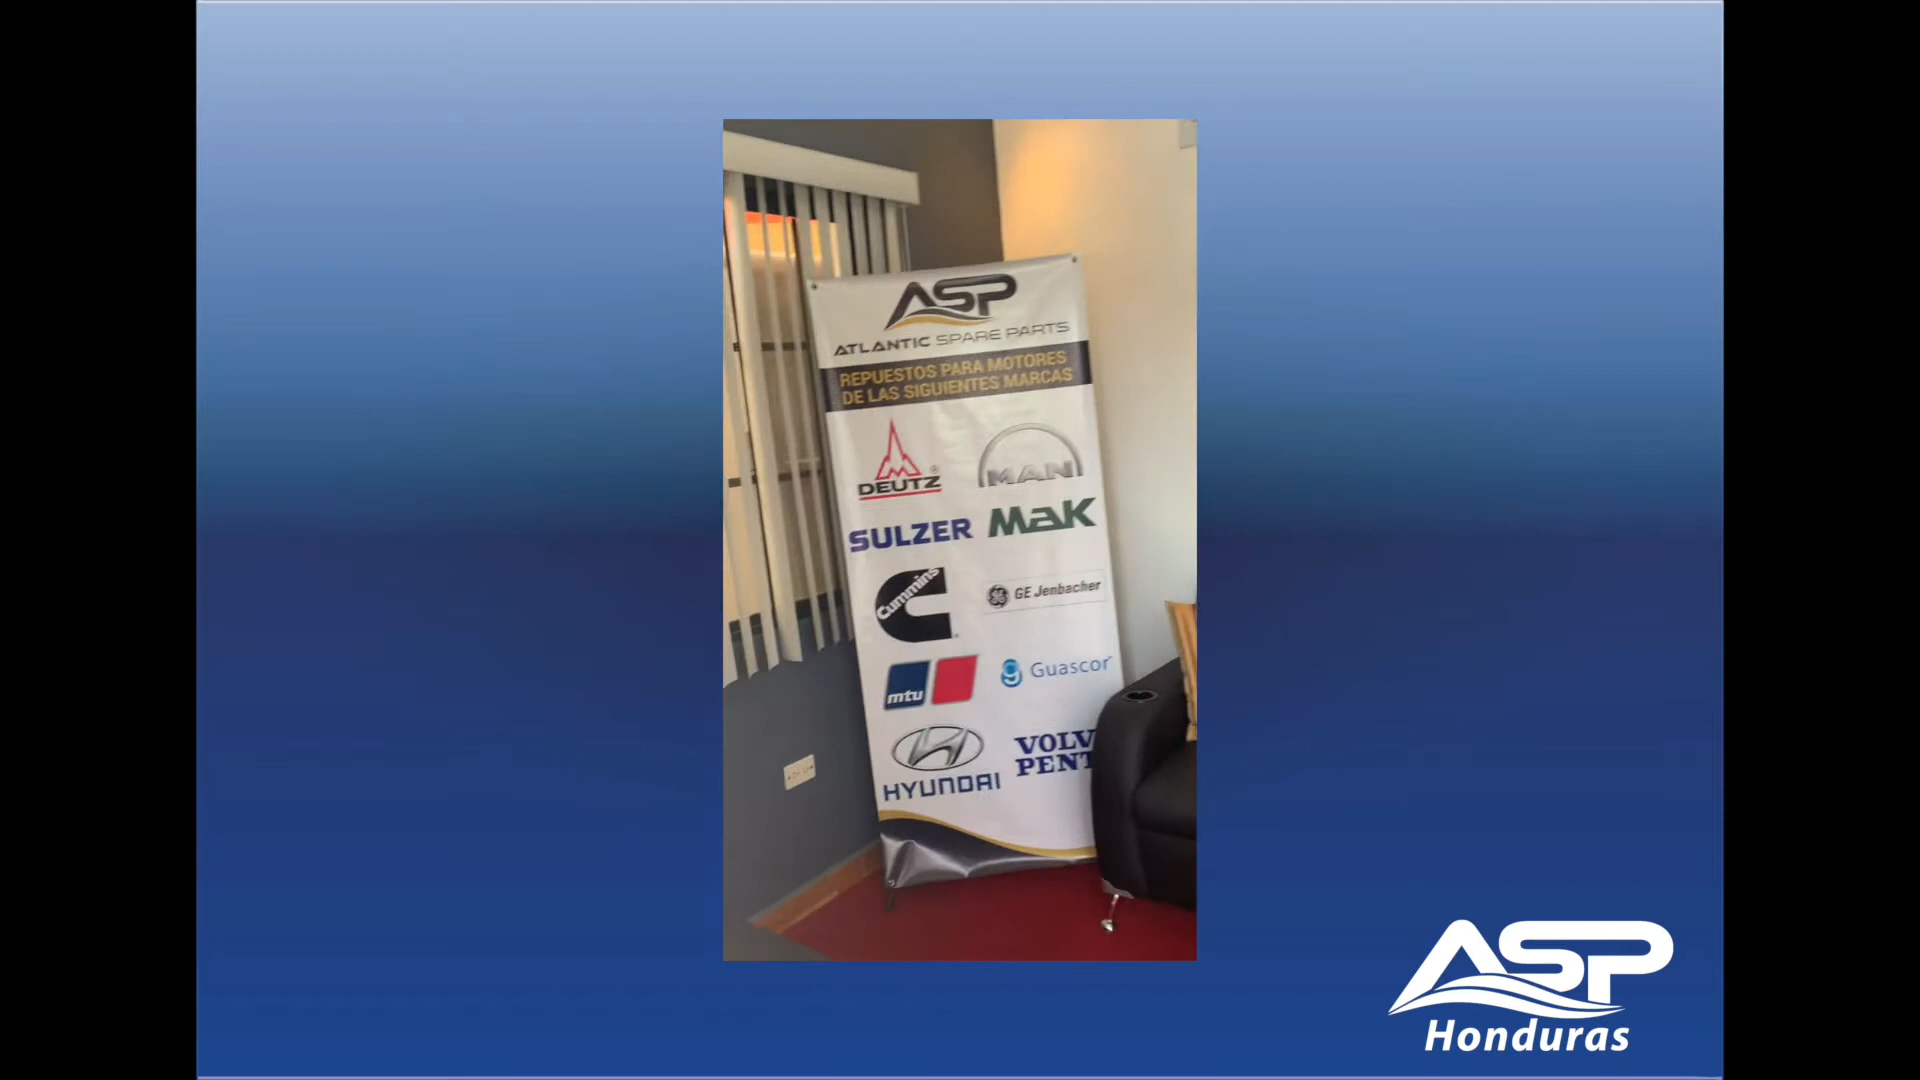 ASP
ATLANTIC SPARE PARTS
REPUESTOS PARA MOTORES
DE LAS SIGUIENTES MARCAS
DEUTZ®
MAN
SULZER
MaK
Cummins
GE Jenbacher
mtu
Guascor
HYUNDAI
VOLV
PENT
ASP
Honduras